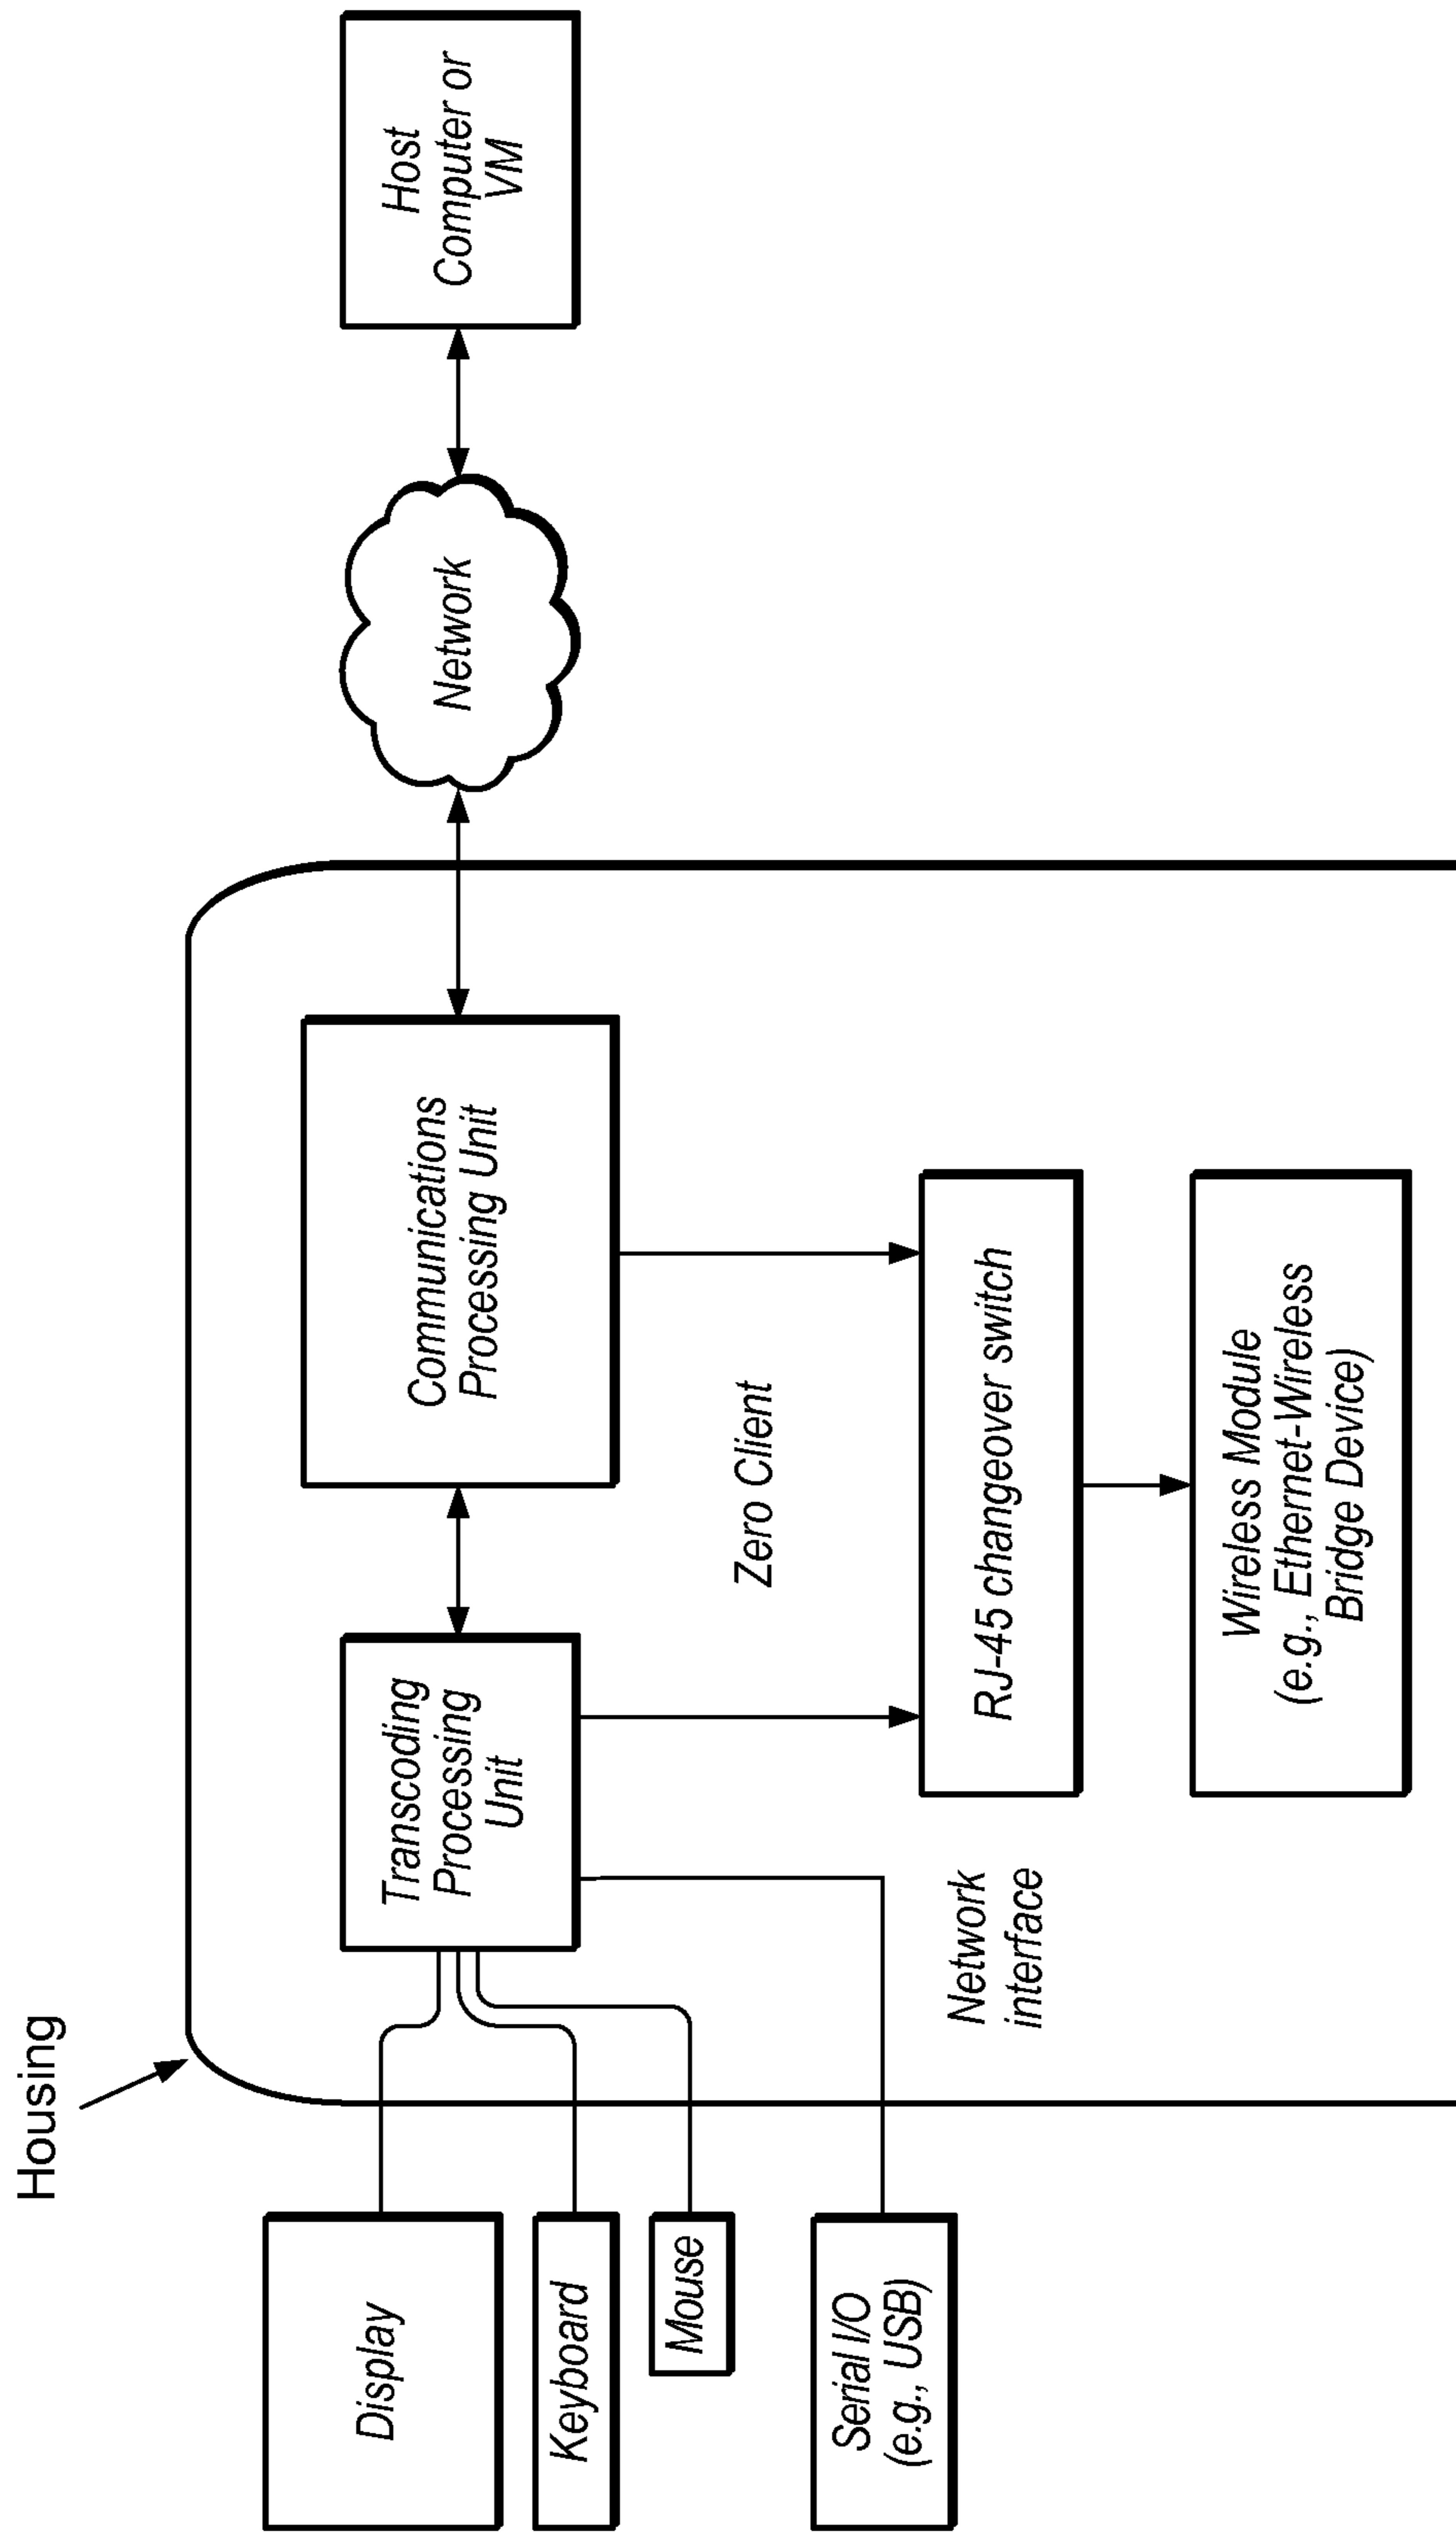 Housing
Display
Keyboard
Mouse
Serial I/O
(e.g., USB)
Transcoding
Processing
Unit
Communications
Processing Unit
Network
Host
Computer or
VM
Zero Client
Network
interface
RJ-45 changeover switch
Wireless Module
(e.g., Ethernet-Wireless
Bridge Device)